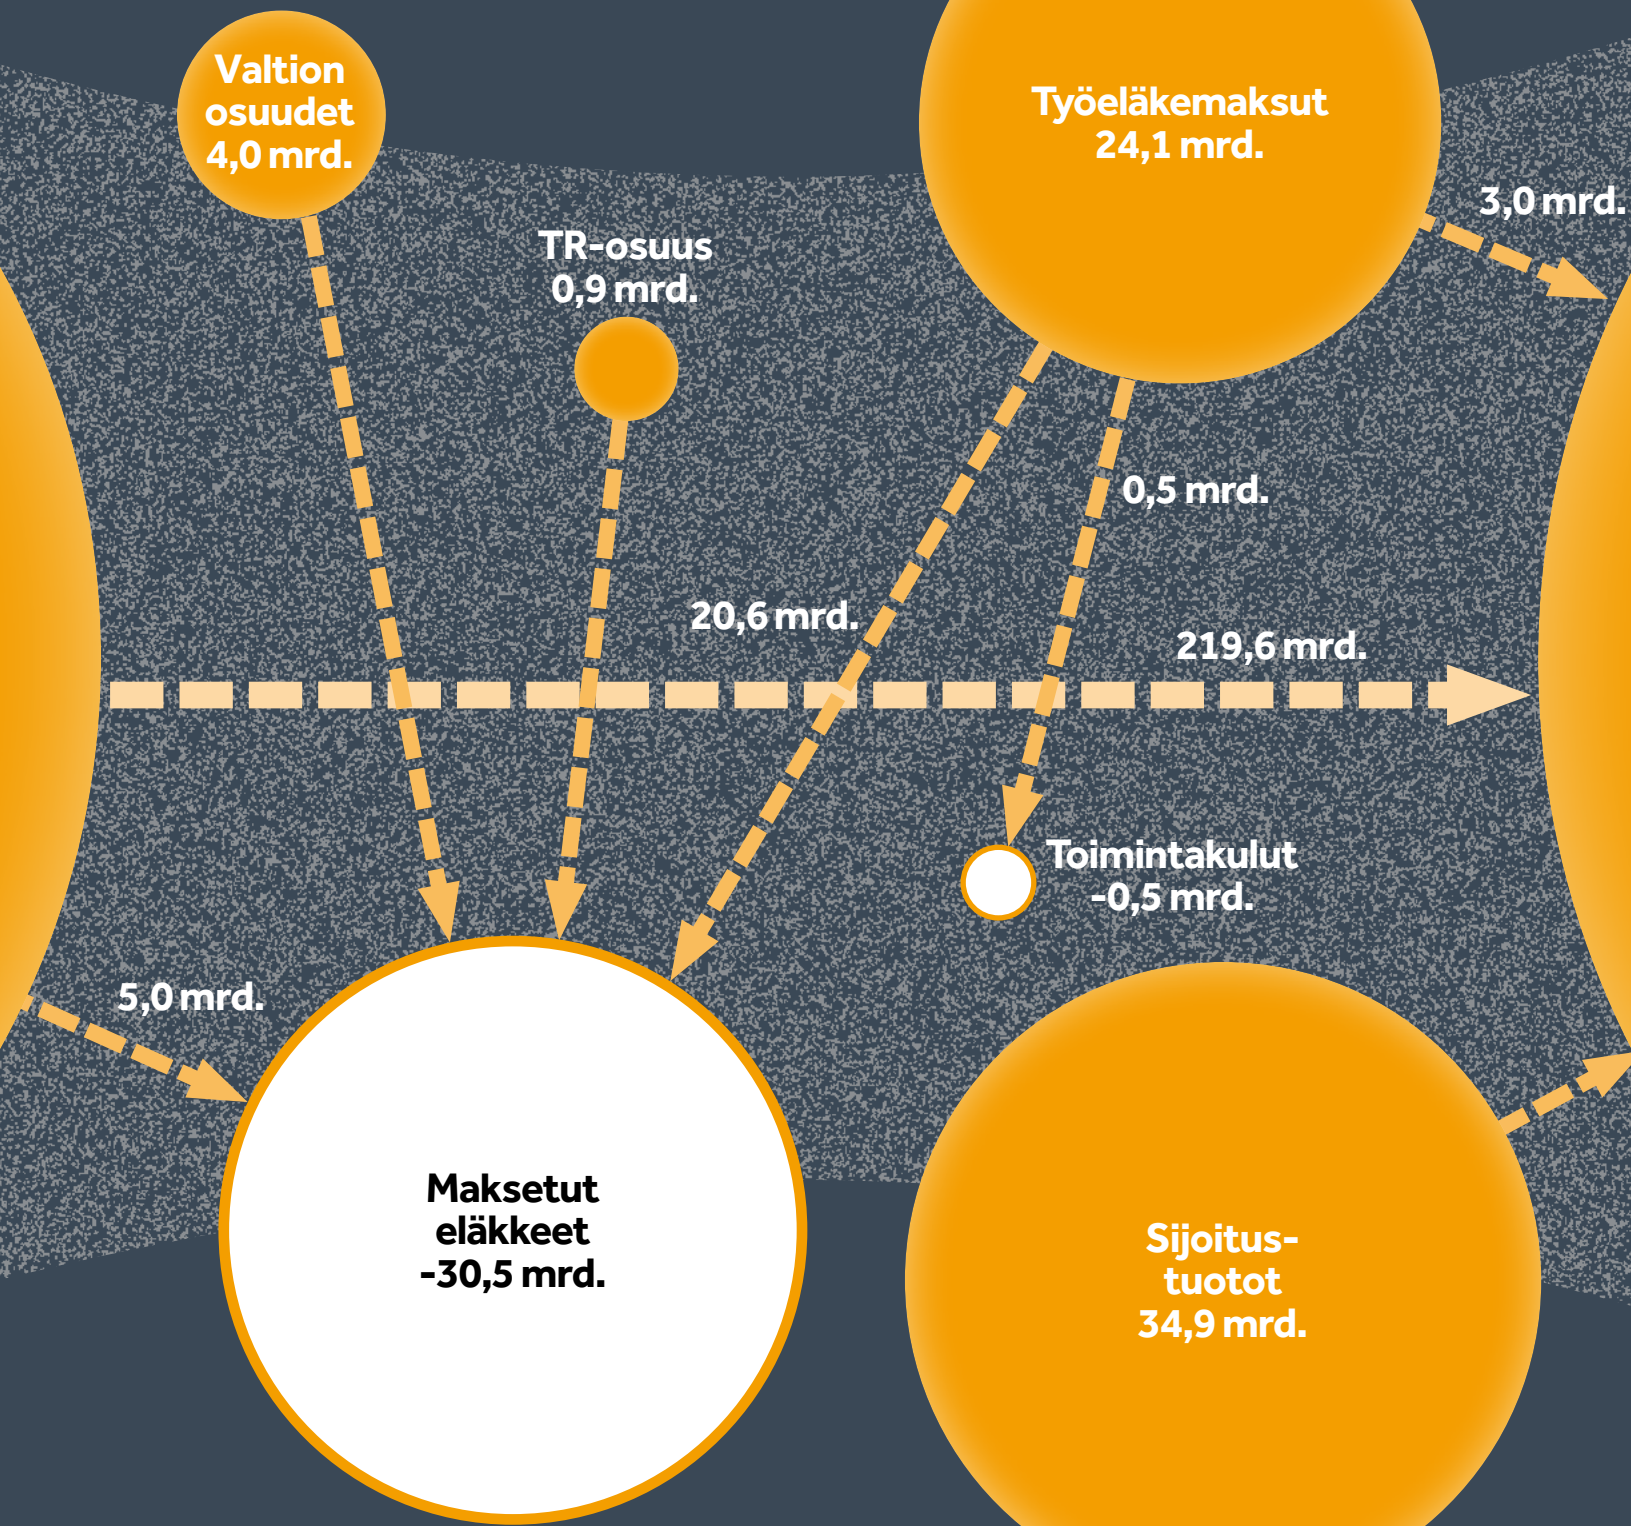 Valtion
osuudet
4,0 mrd.
Työeläkemaksut
24,1 mrd.
3,0 mrd.
TR-osuus
0,9 mrd.
0,5 mrd.
20,6 mrd.
219,6 mrd.
Toimintakulut
-0,5 mrd.
5,0 mrd.
Maksetut
eläkkeet
-30,5 mrd.
Sijoitus-
tuotot
34,9 mrd.